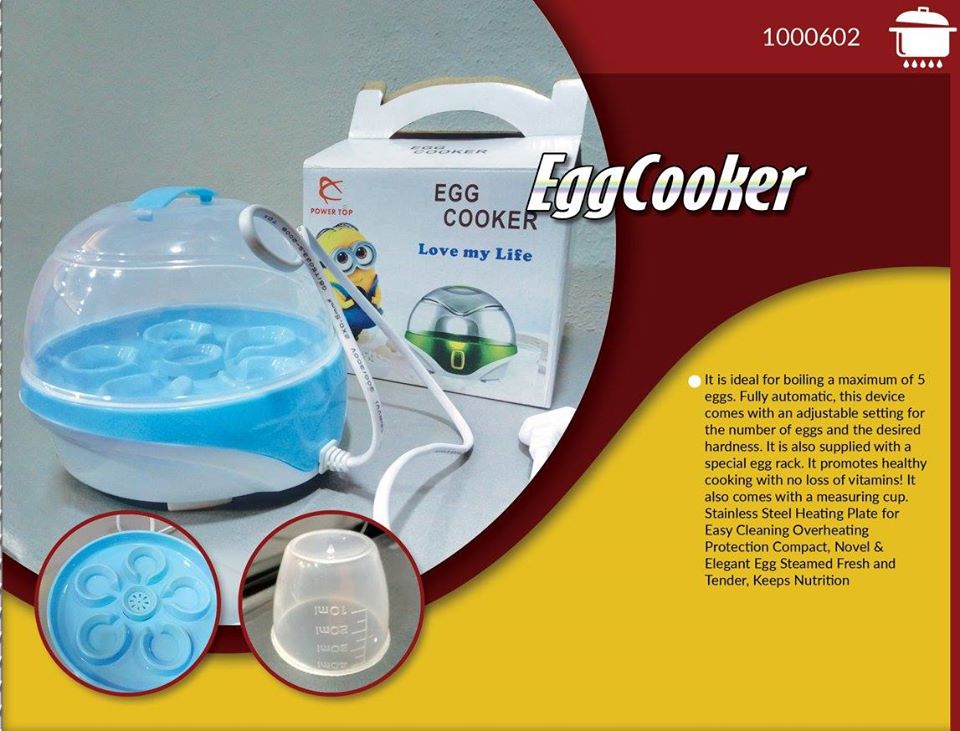 1000602
EggCooker
EGG
COOKER
POWER TOP
EGG
COOKER
Love my Life
It is ideal for boiling a maximum of 5
eggs. Fully automatic, this device
comes with an adjustable setting for
the number of eggs and the desired
hardness. It is also supplied with a
special egg rack. It promotes healthy
cooking with no loss of vitamins! It
also comes with a measuring cup.
Stainless Steel Heating Plate for
Easy Cleaning Overheating
Protection Compact, Novel &
Elegant Egg Steamed Fresh and
Tender, Keeps Nutrition
10ml
20ml
30ml
40ml